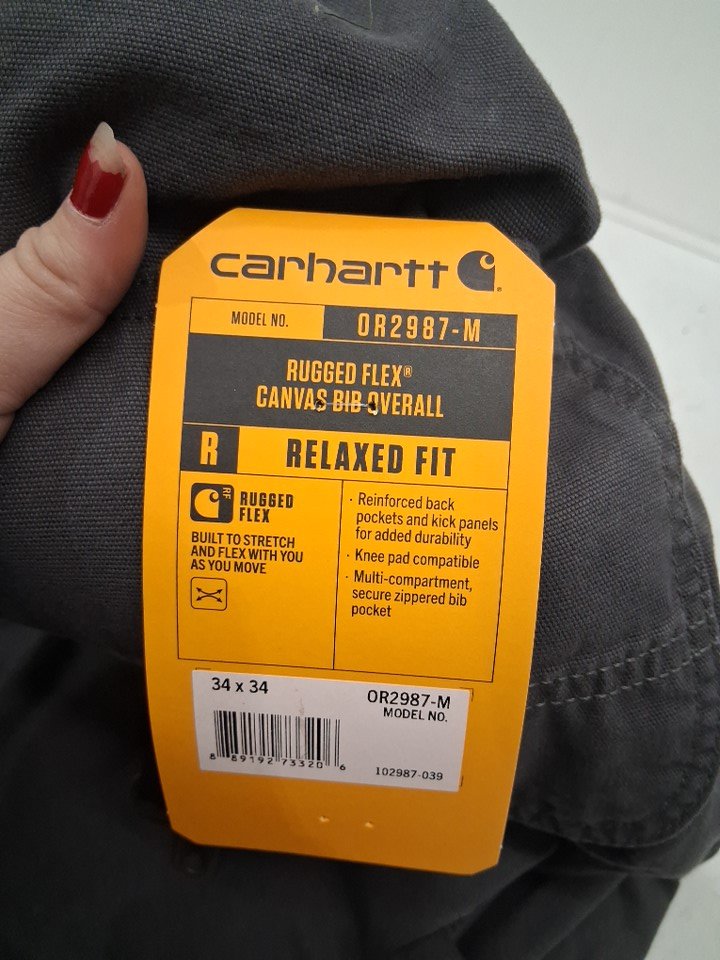 carhartt
MODEL NO. OR2987-M
RUGGED FLEX®
CANVAS BIB OVERALL
R RELAXED FIT
RF
RUGGED
FLEX
BUILT TO STRETCH
AND FLEX WITH YOU
AS YOU MOVE
· Reinforced back
pockets and kick panels
for added durability
· Knee pad compatible
· Multi-compartment,
secure zippered bib
pocket
34 x 34
OR2987-M
MODEL NO.
8 89192 73320 6
102987-039